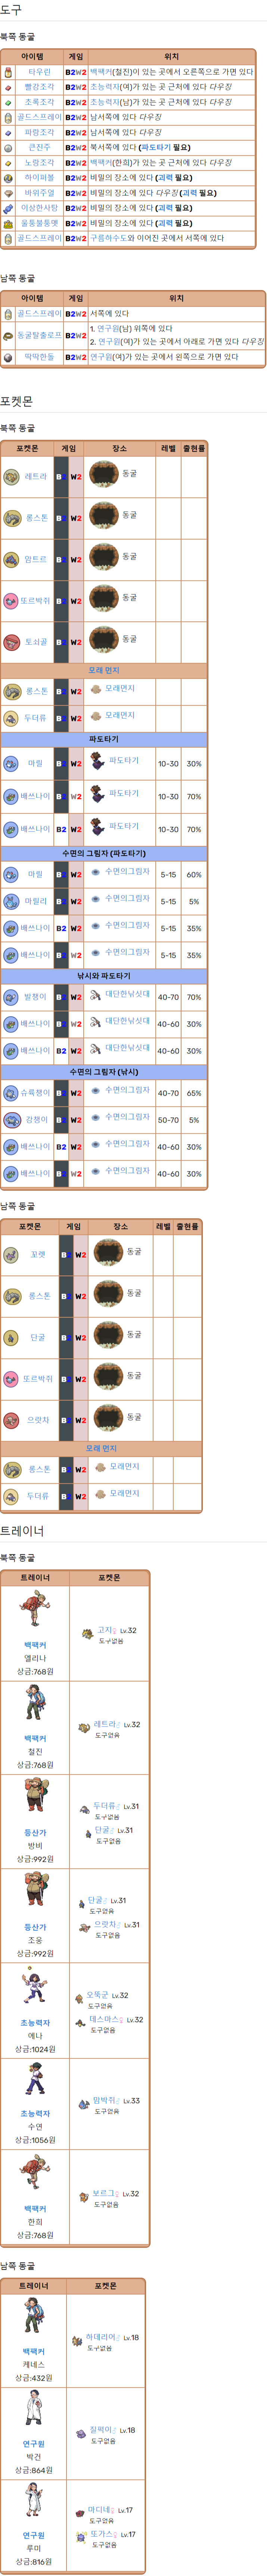 도구
북쪽 동굴
아이템 게임 위치
타우린 B2W2 백팩커(철진)이 있는 곳에서 오른쪽으로 가면 있다
빨강조각 B2W2 초능력자(여)가 있는 곳 근처에 있다 다우징
초록조각 B2W2 초능력자(남)가 있는 곳 근처에 있다 다우징
골드스프레이 B2W2 남서쪽에 있다 다우징
파랑조각 B2W2 남서쪽에 있다 다우징
큰진주 B2W2 북서쪽에 있다 (파도타기 필요)
노랑조각 B2W2 백팩커(한희)가 있는 곳 근처에 있다 다우징
하이퍼볼 B2W2 비밀의 장소에 있다 (괴력 필요)
바위주얼 B2W2 비밀의 장소에 있다 다우징 (괴력 필요)
이상한사탕 B2W2 비밀의 장소에 있다 (괴력 필요)
울퉁불퉁멧 B2W2 비밀의 장소에 있다 (괴력 필요)
골드스프레이 B2W2 구름하수도와 이어진 곳에서 서쪽에 있다
남쪽 동굴
아이템 게임 위치
골드스프레이 B2W2 서쪽에 있다
동굴탈출로프 B2W2 1. 연구원(남) 위쪽에 있다
2. 연구원(여)가 있는 곳에서 아래로 가면 있다 다우징
딱딱한돌 B2W2 연구원(여)가 있는 곳에서 왼쪽으로 가면 있다
포켓몬
북쪽 동굴
포켓몬 게임 장소 레벨 출현률
레트라 B2 W2 동굴
롱스톤 B2 W2 동굴
암트르 B2 W2 동굴
또르박쥐 B2 W2 동굴
토쇠골 B2 W2 동굴
모래 먼지
롱스톤 B2 W2 모래먼지
두더류 B2 W2 모래먼지
파도타기
마릴 B2 W2 파도타기 10-30 30%
배쓰나이 B2 W2 파도타기 10-30 70%
배쓰나이 B2 W2 파도타기 10-30 70%
수면의 그림자 (파도타기)
마릴 B2 W2 수면의그림자 5-15 60%
마릴리 B2 W2 수면의그림자 5-15 5%
배쓰나이 B2 W2 수면의그림자 5-15 35%
배쓰나이 B2 W2 수면의그림자 5-15 35%
낚시와 파도타기
발챙이 B2 W2 대단한낚싯대 40-70 70%
배쓰나이 B2 W2 대단한낚싯대 40-60 30%
배쓰나이 B2 W2 대단한낚싯대 40-60 30%
수면의 그림자 (낚시)
슈륙챙이 B2 W2 수면의그림자 40-70 65%
강챙이 B2 W2 수면의그림자 50-70 5%
배쓰나이 B2 W2 수면의그림자 40-60 30%
배쓰나이 B2 W2 수면의그림자 40-60 30%
남쪽 동굴
포켓몬 게임 장소 레벨 출현률
꼬렛 B2 W2 동굴
롱스톤 B2 W2 동굴
단굴 B2 W2 동굴
또르박쥐 B2 W2 동굴
으랏차 B2 W2 동굴
모래 먼지
롱스톤 B2 W2 모래먼지
두더류 B2 W2 모래먼지
트레이너
북쪽 동굴
트레이너 포켓몬
백팩커
엘리나
상금:768원
고지♀ Lv.32
도구없음
백팩커
철진
상금:768원
레트라♂ Lv.32
도구없음
등산가
방비
상금:992원
두더류♂ Lv.31
도구없음
단굴♂ Lv.31
도구없음
등산가
조웅
상금:992원
단굴♂ Lv.31
도구없음
으랏차♂ Lv.31
도구없음
초능력자
에나
상금:1024원
오뚝군 Lv.32
도구없음
데스마스♀ Lv.32
도구없음
초능력자
수연
상금:1056원
맘박쥐♂ Lv.33
도구없음
백팩커
한희
상금:768원
보르그♀ Lv.32
도구없음
남쪽 동굴
트레이너 포켓몬
백팩커
케네스
상금:432원
하데리어♂ Lv.18
도구없음
연구원
박건
상금:864원
질퍽이♂ Lv.18
도구없음
연구원
루미
상금:816원
마디네♀ Lv.17
도구없음
또가스♀ Lv.17
도구없음